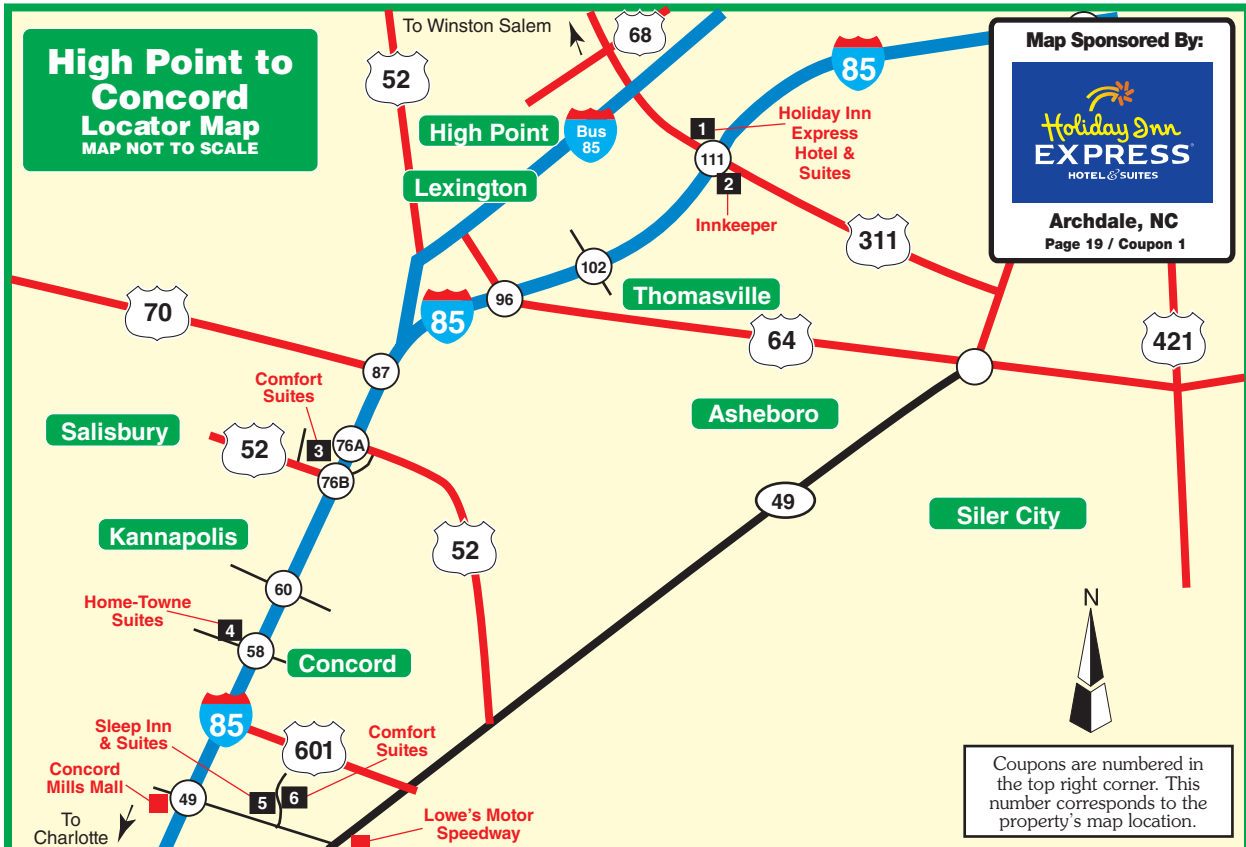 High Point to
Concord
Locator Map
MAP NOT TO SCALE
To Winston Salem
68
52
85
Map Sponsored By:
Holiday Inn
EXPRESS®
HOTEL & SUITES
Archdale, NC
Page 19 / Coupon 1
High Point
Bus
85
1
Holiday Inn
Express
Hotel &
Suites
111
2
Innkeeper
Lexington
311
102
Thomasville
96
85
70
64
421
87
Comfort
Suites
Asheboro
Salisbury
52
3
76A
76B
49
Siler City
Kannapolis
52
60
N
Home-Towne
Suites
4
58
Concord
85
Sleep Inn
& Suites
601
Comfort
Suites
Concord
Mills Mall
49
5
6
To
Charlotte
Lowe's Motor
Speedway
Coupons are numbered in
the top right corner. This
number corresponds to the
property's map location.